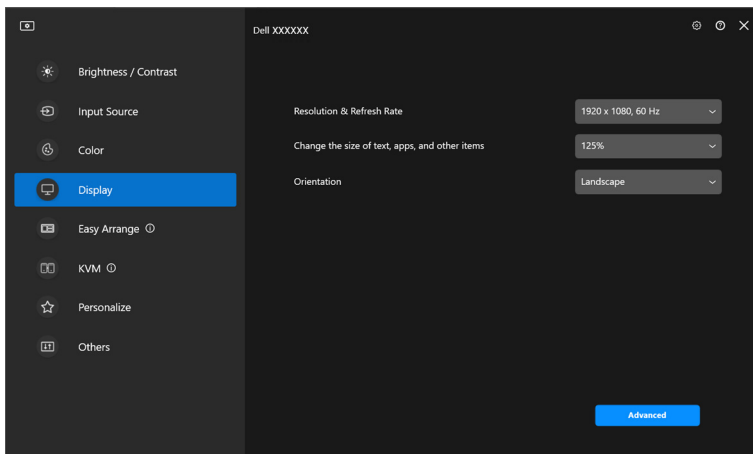 Dell XXXXXX
Brightness / Contrast
Input Source
Color
Display
Easy Arrange
KVM
Personalize
Others
Resolution & Refresh Rate
1920 x 1080, 60 Hz
Change the size of text, apps, and other items
125%
Orientation
Landscape
Advanced